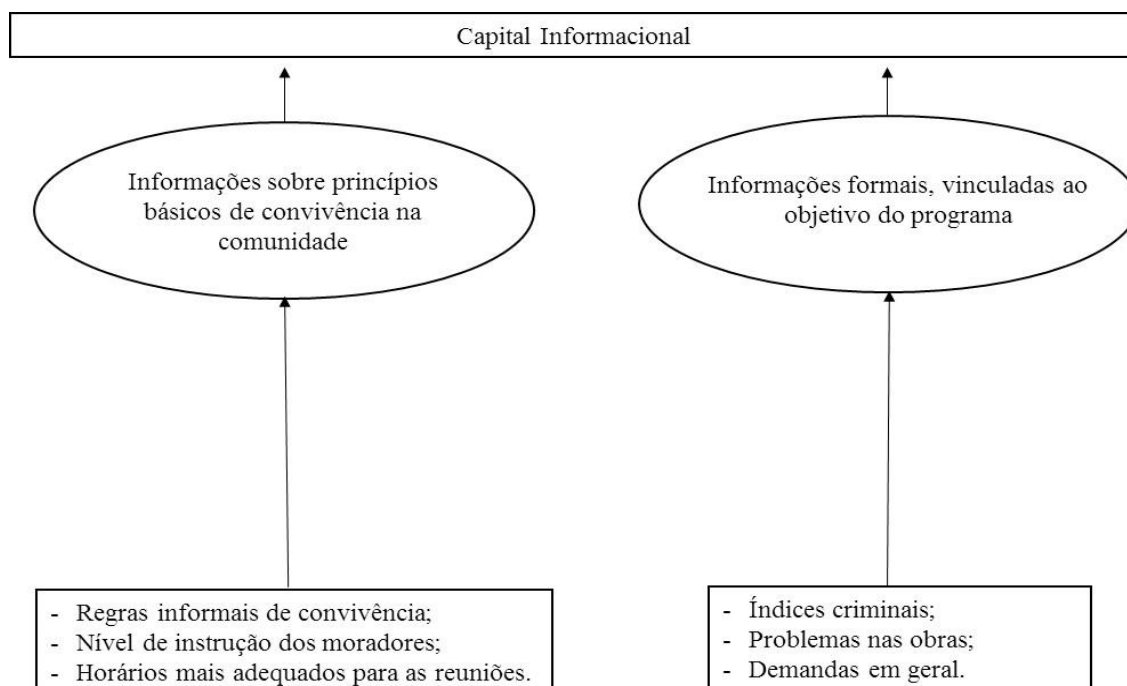 Capital Informacional
Informações sobre princípios
básicos de convivência na
comunidade
Informações formais, vinculadas ao
objetivo do programa
- Regras informais de convivência;
- Nível de instrução dos moradores;
- Horários mais adequados para as reuniões.
- Índices criminais;
- Problemas nas obras;
- Demandas em geral.